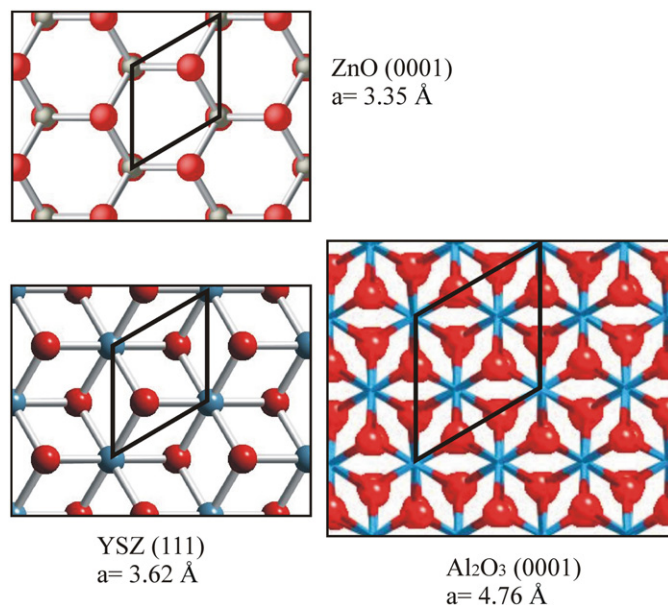 ZnO (0001)
a= 3.35 Å
YSZ (111)
a= 3.62 Å
Al₂O₃ (0001)
a= 4.76 Å